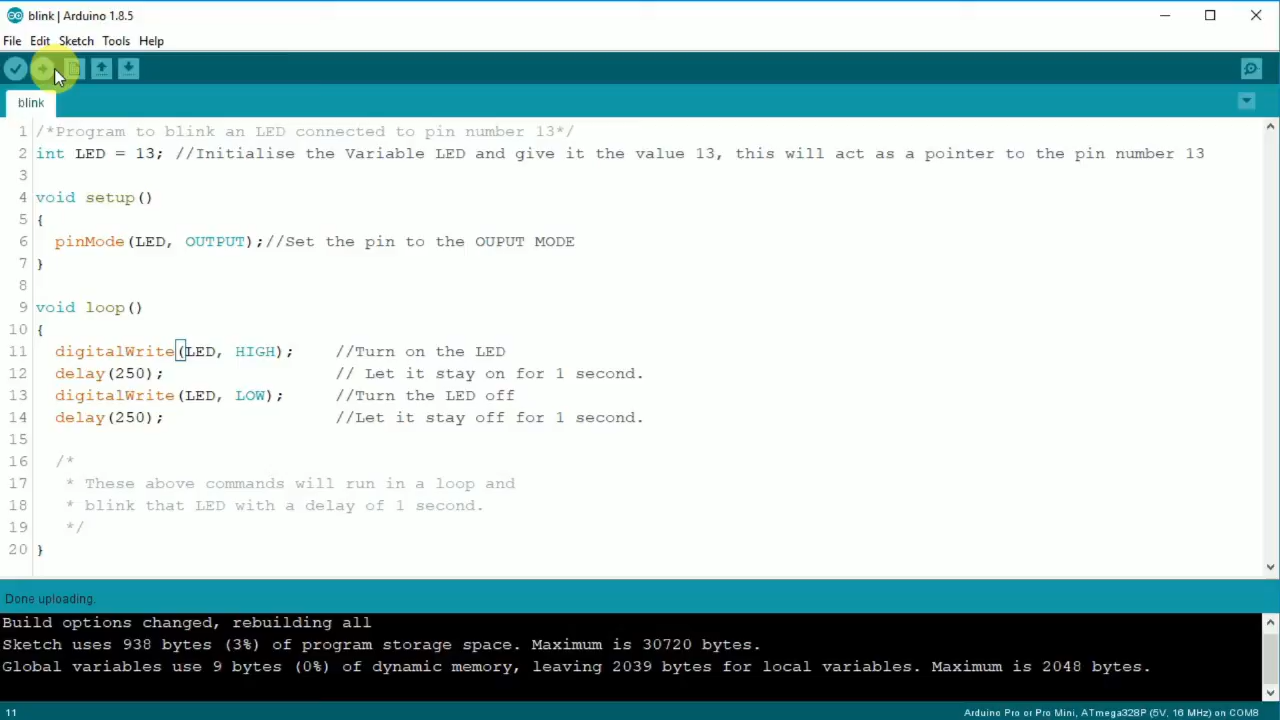 blink | Arduino 1.8.5
File Edit Sketch Tools Help
blink
1 /*Program to blink an LED connected to pin number 13*/
2 int LED = 13; //Initialise the Variable LED and give it the value 13, this will act as a pointer to the pin number 13
3
4 void setup()
5 {
6   pinMode(LED, OUTPUT);//Set the pin to the OUPUT MODE
7 }
8
9 void loop()
10 {
11   digitalWrite(LED, HIGH);    //Turn on the LED
12   delay(250);                 // Let it stay on for 1 second.
13   digitalWrite(LED, LOW);     //Turn the LED off
14   delay(250);                 //Let it stay off for 1 second.
15
16   /*
17    * These above commands will run in a loop and
18    * blink that LED with a delay of 1 second.
19    */
20 }
Done uploading.
Build options changed, rebuilding all
Sketch uses 938 bytes (3%) of program storage space. Maximum is 30720 bytes.
Global variables use 9 bytes (0%) of dynamic memory, leaving 2039 bytes for local variables. Maximum is 2048 bytes.
11 Arduino Pro or Pro Mini, ATmega328P (5V, 16 MHz) on COM8